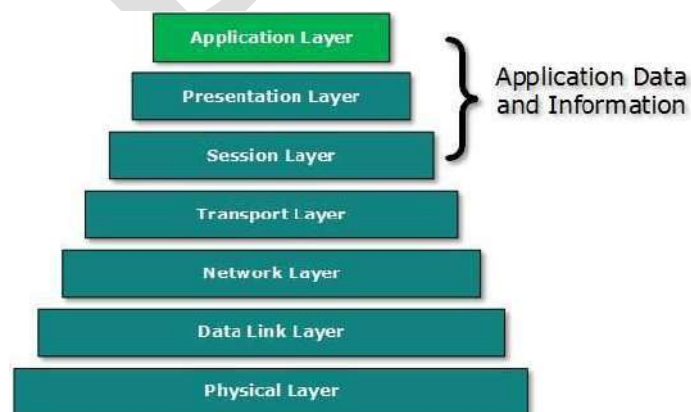 Application Layer
Presentation Layer
Session Layer
Transport Layer
Network Layer
Data Link Layer
Physical Layer
Application Data
and Information